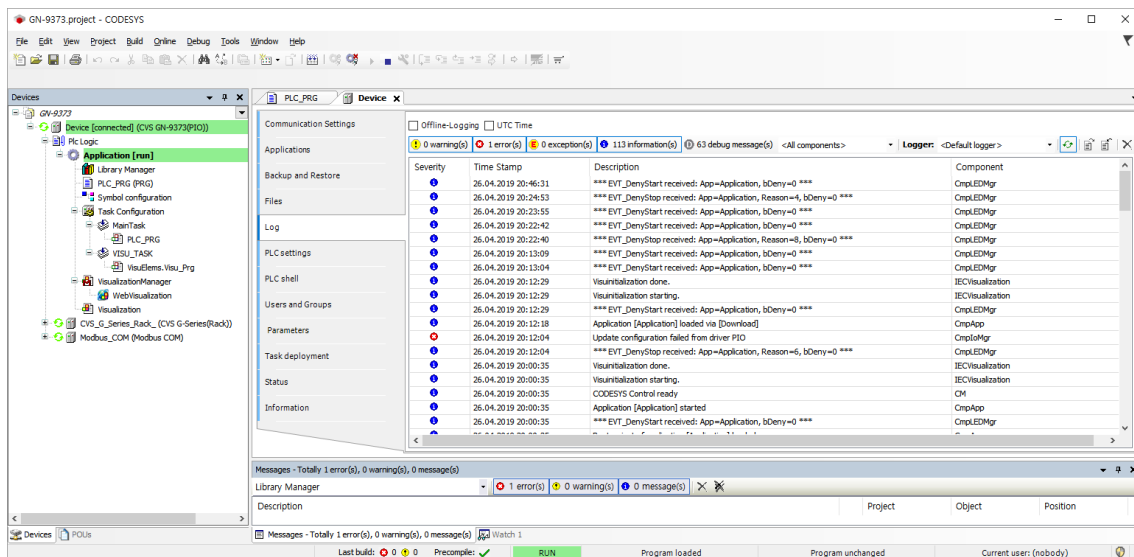 GN-9373.project - CODESYS
File Edit View Project Build Online Debug Tools Window Help
Devices
GN-9373
Device [connected] (CVS GN-9373(PIO))
Plc Logic
Application [run]
Library Manager
PLC_PRG (PRG)
Symbol configuration
Task Configuration
MainTask
PLC_PRG
VISU_TASK
VisuElems.Visu_Prg
VisualizationManager
WebVisualization
Visualization
CVS_G_Series_Rack_ (CVS G-Series(Rack))
Modbus_COM (Modbus COM)
Devices POUs
PLC_PRG Device
Communication Settings
Applications
Backup and Restore
Files
Log
PLC settings
PLC shell
Users and Groups
Parameters
Task deployment
Status
Information
Offline-Logging UTC Time
0 warning(s) 1 error(s) 0 exception(s) 113 information(s) 63 debug message(s) <All components> Logger: <Default logger>
Severity Time Stamp Description Component
26.04.2019 20:46:31 *** EVT_DenyStart received: App=Application, bDeny=0 *** CmpLEDMgr
26.04.2019 20:24:53 *** EVT_DenyStop received: App=Application, Reason=4, bDeny=0 *** CmpLEDMgr
26.04.2019 20:23:55 *** EVT_DenyStart received: App=Application, bDeny=0 *** CmpLEDMgr
26.04.2019 20:22:42 *** EVT_DenyStart received: App=Application, bDeny=0 *** CmpLEDMgr
26.04.2019 20:22:40 *** EVT_DenyStop received: App=Application, Reason=8, bDeny=0 *** CmpLEDMgr
26.04.2019 20:13:09 *** EVT_DenyStart received: App=Application, bDeny=0 *** CmpLEDMgr
26.04.2019 20:13:04 *** EVT_DenyStart received: App=Application, bDeny=0 *** CmpLEDMgr
26.04.2019 20:12:29 Visuinitialization done. IECVisualization
26.04.2019 20:12:29 Visuinitialization starting. IECVisualization
26.04.2019 20:12:29 *** EVT_DenyStart received: App=Application, bDeny=0 *** CmpLEDMgr
26.04.2019 20:12:18 Application [Application] loaded via [Download] CmpApp
26.04.2019 20:12:04 Update configuration failed from driver PIO CmpIoMgr
26.04.2019 20:12:04 *** EVT_DenyStop received: App=Application, Reason=6, bDeny=0 *** CmpLEDMgr
26.04.2019 20:00:35 Visuinitialization done. IECVisualization
26.04.2019 20:00:35 Visuinitialization starting. IECVisualization
26.04.2019 20:00:35 CODESYS Control ready CM
26.04.2019 20:00:35 Application [Application] started CmpApp
26.04.2019 20:00:35 *** EVT_DenyStart received: App=Application, bDeny=0 *** CmpLEDMgr
Messages - Totally 1 error(s), 0 warning(s), 0 message(s)
Library Manager 1 error(s) 0 warning(s) 0 message(s)
Description Project Object Position
Messages - Totally 1 error(s), 0 warning(s), 0 message(s) Watch 1
Last build: 0 0 Precompile: RUN Program loaded Program unchanged Current user: (nobody)